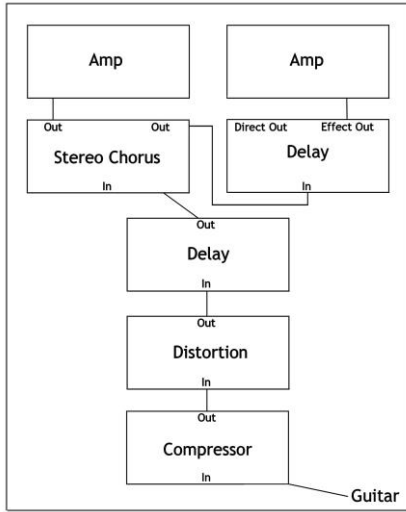 Amp
Amp
Out Out
Stereo Chorus
In
Direct Out Effect Out
Delay
In
Out
Delay
In
Out
Distortion
In
Out
Compressor
In
Guitar